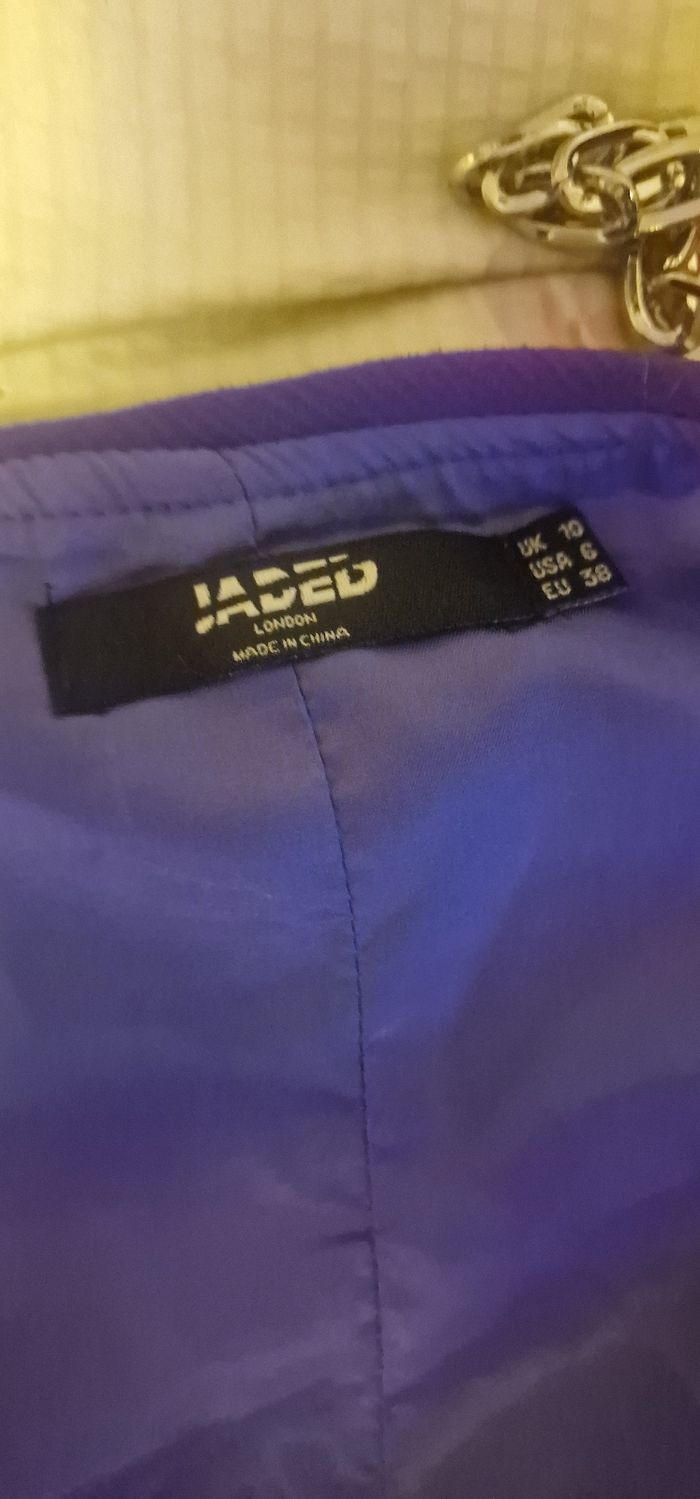 JADED
LONDON
MADE IN CHINA
UK 10
USA 6
EU 38